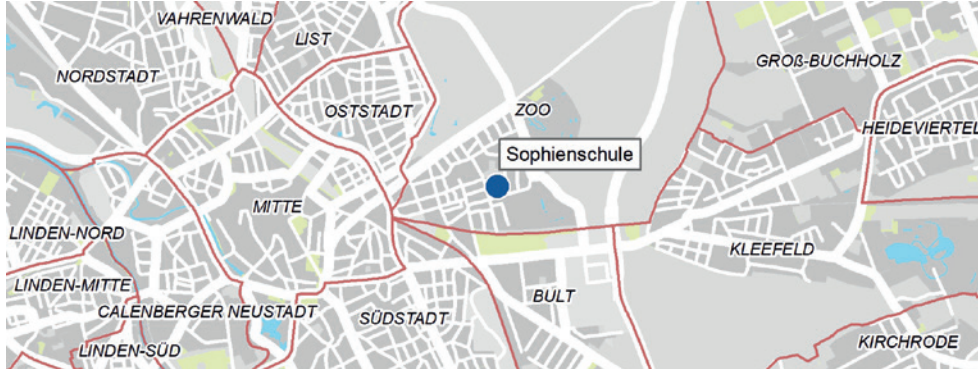 VAHRENWALD
LIST
NORDSTADT
GROß-BUCHHOLZ
OSTSTADT
ZOO
HEIDEVIERTEL
Sophienschule
MITTE
LINDEN-NORD
KLEEFELD
LINDEN-MITTE
BULT
CALENBERGER NEUSTADT
SÜDSTADT
LINDEN-SÜD
KIRCHRODE